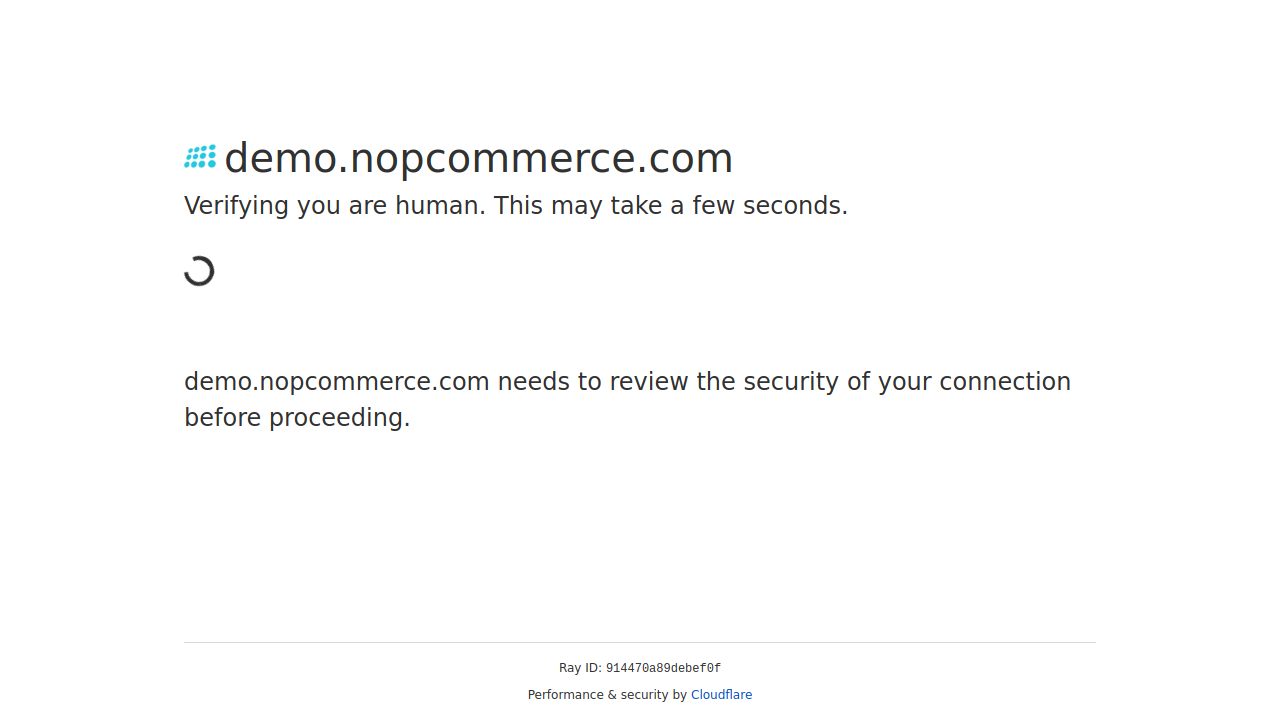 demo.nopcommerce.com
Verifying you are human. This may take a few seconds.
demo.nopcommerce.com needs to review the security of your connection
before proceeding.
Ray ID: 914470a89debef0f
Performance & security by Cloudflare